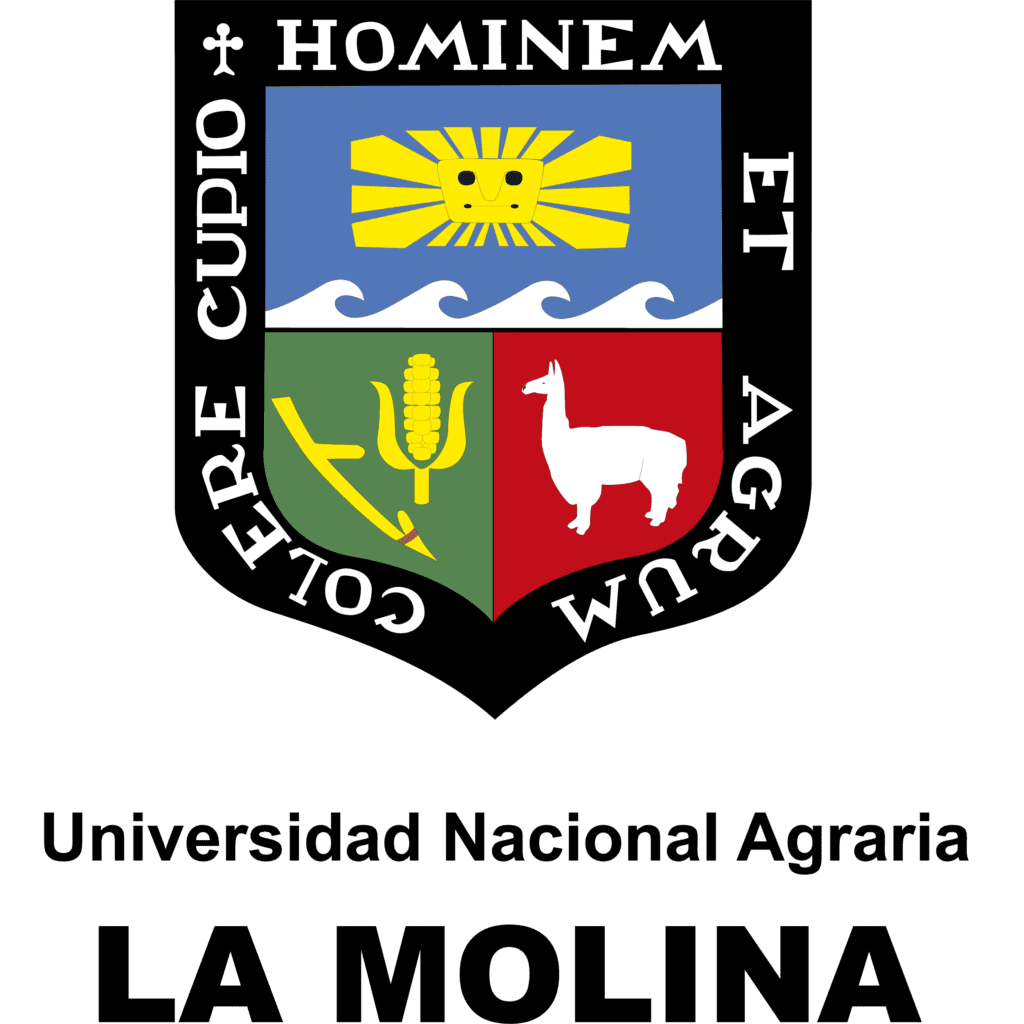 ✝ HOMINEM ET AGRUM COLERE CUPIO
Universidad Nacional Agraria
LA MOLINA